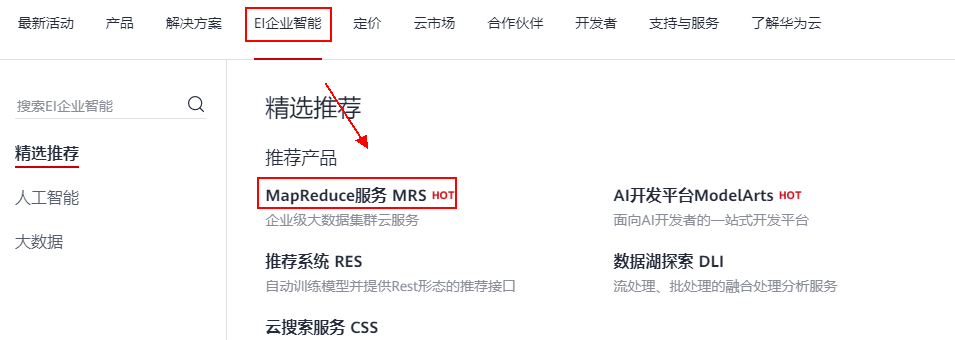 最新活动 产品 解决方案 EI企业智能 定价 云市场 合作伙伴 开发者 支持与服务 了解华为云
搜索EI企业智能
精选推荐
人工智能
大数据
精选推荐
推荐产品
MapReduce服务 MRS HOT
企业级大数据集群云服务
AI开发平台ModelArts HOT
面向AI开发者的一站式开发平台
推荐系统 RES
自动训练模型并提供Rest形态的推荐接口
数据湖探索 DLI
流处理、批处理的融合处理分析服务
云搜索服务 CSS